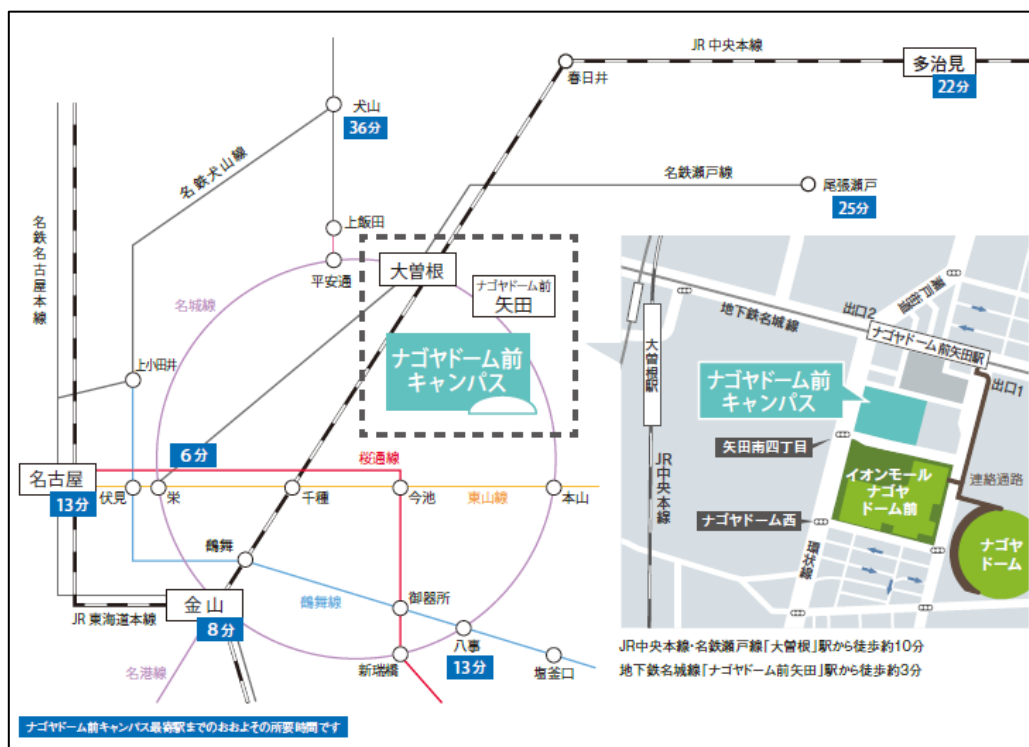 JR中央本線
多治見
22分
春日井
犬山
36分
名鉄犬山線
名鉄瀬戸線
尾張瀬戸
25分
名鉄名古屋本線
上飯田
平安通
大曽根
名城線
ナゴヤドーム前
矢田
ナゴヤドーム前
キャンパス
上小田井
6分
桜通線
名古屋
13分
伏見
栄
千種
今池
東山線
本山
鶴舞
金山
8分
JR東海道本線
鶴舞線
御器所
八事
13分
新瑞橋
塩釜口
名港線
瀬戸街道
出口2
地下鉄名城線
ナゴヤドーム前矢田駅
出口1
大曽根駅
ナゴヤドーム前
キャンパス
矢田南四丁目
JR中央本線
イオンモール
ナゴヤ
ドーム前
連絡通路
ナゴヤドーム西
環状線
ナゴヤ
ドーム
JR中央本線・名鉄瀬戸線「大曽根」駅から徒歩約10分
地下鉄名城線「ナゴヤドーム前矢田」駅から徒歩約3分
ナゴヤドーム前キャンパス最寄駅までのおおよその所要時間です